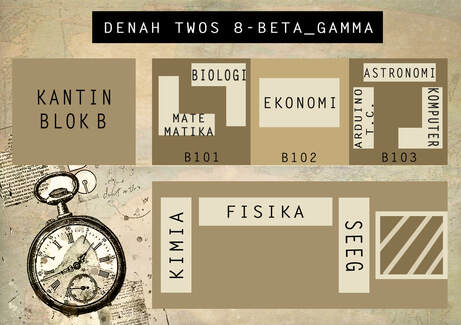 DENAH TWOS 8-BETA_GAMMA
KANTIN
BLOK B
BIOLOGI
MATE
MATIKA
B101
EKONOMI
B102
ASTRONOMI
ARDUINO
T.C.
KOMPUTER
B103
KIMIA
FISIKA
SEEG